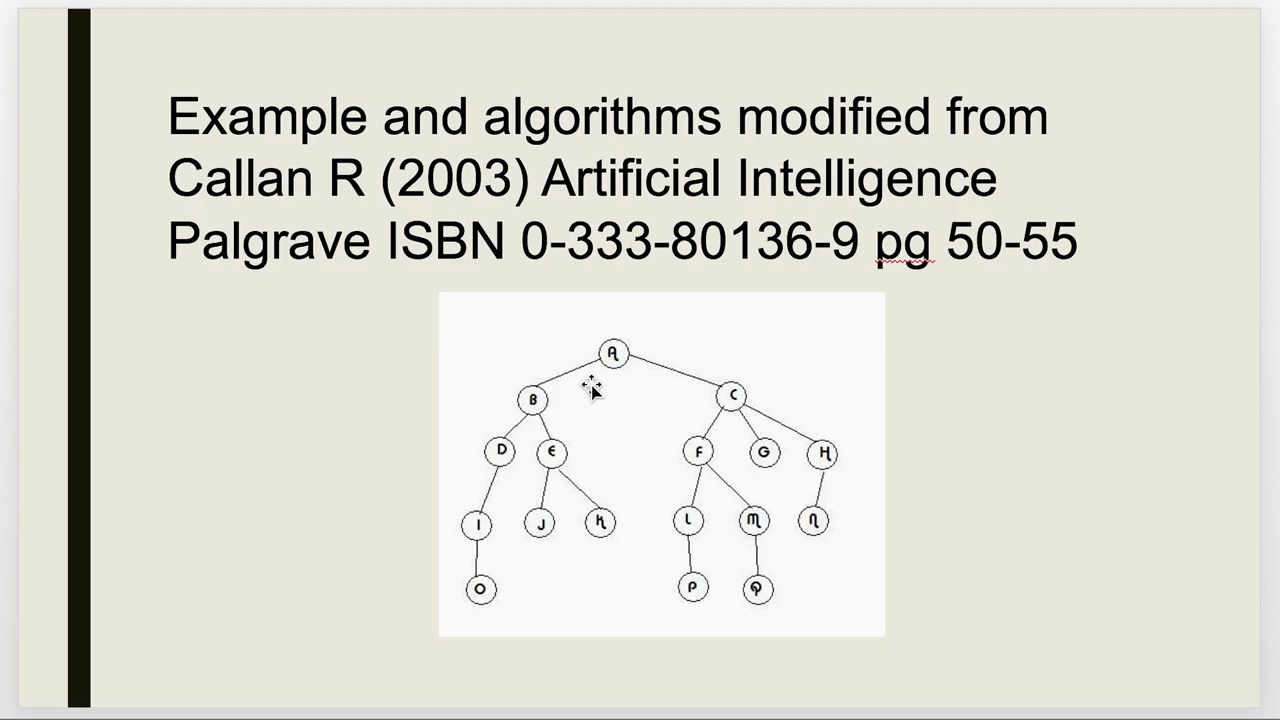 Example and algorithms modified from
Callan R (2003) Artificial Intelligence
Palgrave ISBN 0-333-80136-9 pg 50-55
A
B C
D E F G H
I J K L M N
O P Q